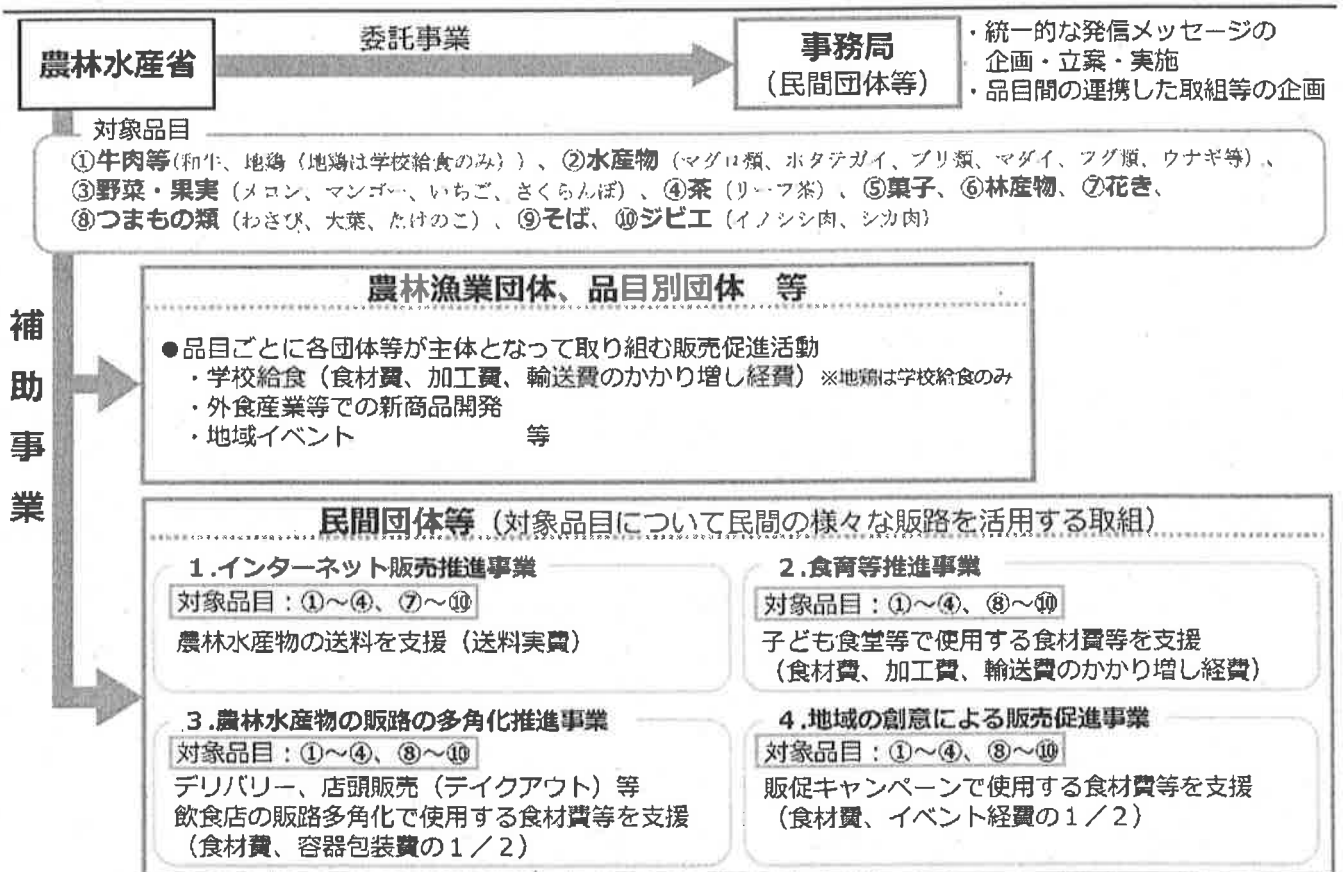 農林水産省
委託事業
事務局
(民間団体等)
・統一的な発信メッセージの
企画・立案・実施
・品目間の連携した取組等の企画
対象品目
①牛肉等(和牛、地鶏(地鶏は学校給食のみ))、②水産物(マグロ類、ホタテガイ、ブリ類、マダイ、フグ類、ウナギ等)、
③野菜・果実(メロン、マンゴー、いちご、さくらんぼ)、④茶(リーフ茶)、⑤菓子、⑥林産物、⑦花き、
⑧つまもの類(わさび、大葉、たけのこ)、⑨そば、⑩ジビエ(イノシシ肉、シカ肉)
補助事業
農林漁業団体、品目別団体 等
●品目ごとに各団体等が主体となって取り組む販売促進活動
・学校給食(食材費、加工費、輸送費のかかり増し経費)※地鶏は学校給食のみ
・外食産業等での新商品開発
・地域イベント 等
民間団体等(対象品目について民間の様々な販路を活用する取組)
1.インターネット販売推進事業
対象品目:①~④、⑦~⑩
農林水産物の送料を支援(送料実費)
2.食育等推進事業
対象品目:①~④、⑧~⑩
子ども食堂等で使用する食材費等を支援
(食材費、加工費、輸送費のかかり増し経費)
3.農林水産物の販路の多角化推進事業
対象品目:①~④、⑧~⑩
デリバリー、店頭販売(テイクアウト)等
飲食店の販路多角化で使用する食材費等を支援
(食材費、容器包装費の1/2)
4.地域の創意による販売促進事業
対象品目:①~④、⑧~⑩
販促キャンペーンで使用する食材費等を支援
(食材費、イベント経費の1/2)